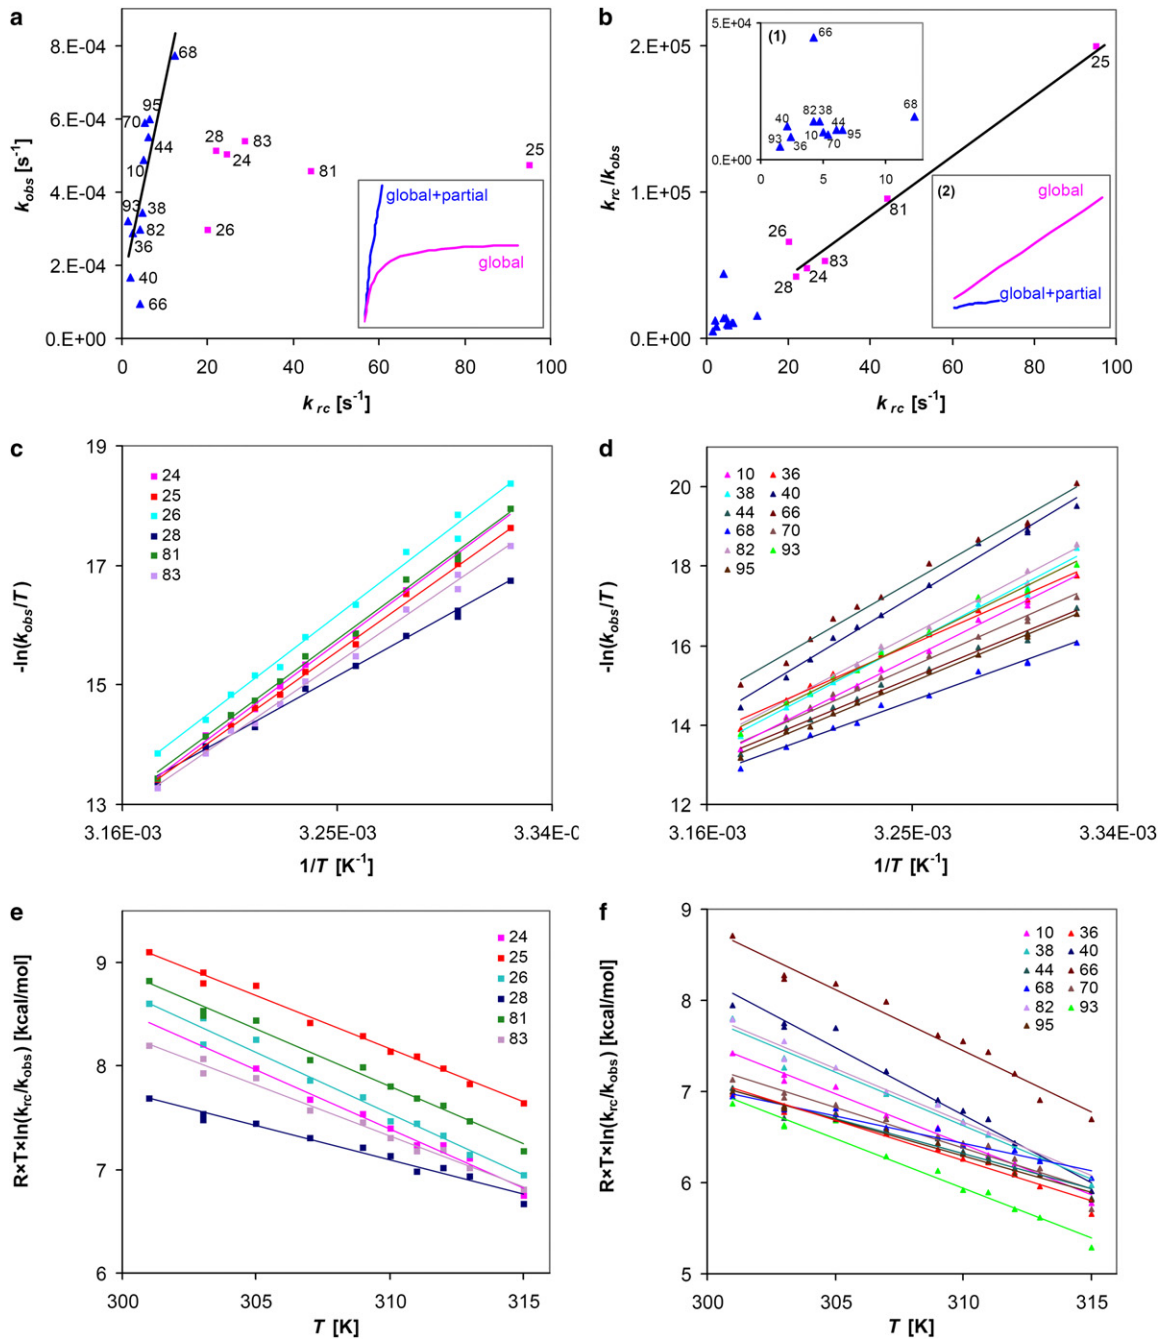 a
8.E-04
6.E-04
4.E-04
2.E-04
0.E+00
k_obs [s⁻¹]
68
95
70
44
10
93
38
82
36
40
66
28
83
24
26
81
25
global+partial
global
0 20 40 60 80 100
k_rc [s⁻¹]
b
2.E+05
1.E+05
0.E+00
k_rc/k_obs
(1)
5.E+04
0.E+00
66
82 38
68
40
44
10
95
93
36
70
0 5 10
25
81
26
83
24
28
(2)
global
global+partial
0 20 40 60 80 100
k_rc [s⁻¹]
c
19
17
15
13
-ln(k_obs/T)
24
25
26
28
81
83
3.16E-03 3.25E-03 3.34E-0
1/T [K⁻¹]
d
20
18
16
14
12
-ln(k_obs/T)
10 36
38 40
44 66
68 70
82 93
95
3.16E-03 3.25E-03 3.34E-03
1/T [K⁻¹]
e
9
8
7
6
R×T×ln(k_rc/k_obs) [kcal/mol]
24
25
26
28
81
83
300 305 310 315
T [K]
f
9
8
7
6
5
R×T×ln(k_rc/k_obs) [kcal/mol]
10 36
38 40
44 66
68 70
82 93
95
300 305 310 315
T [K]